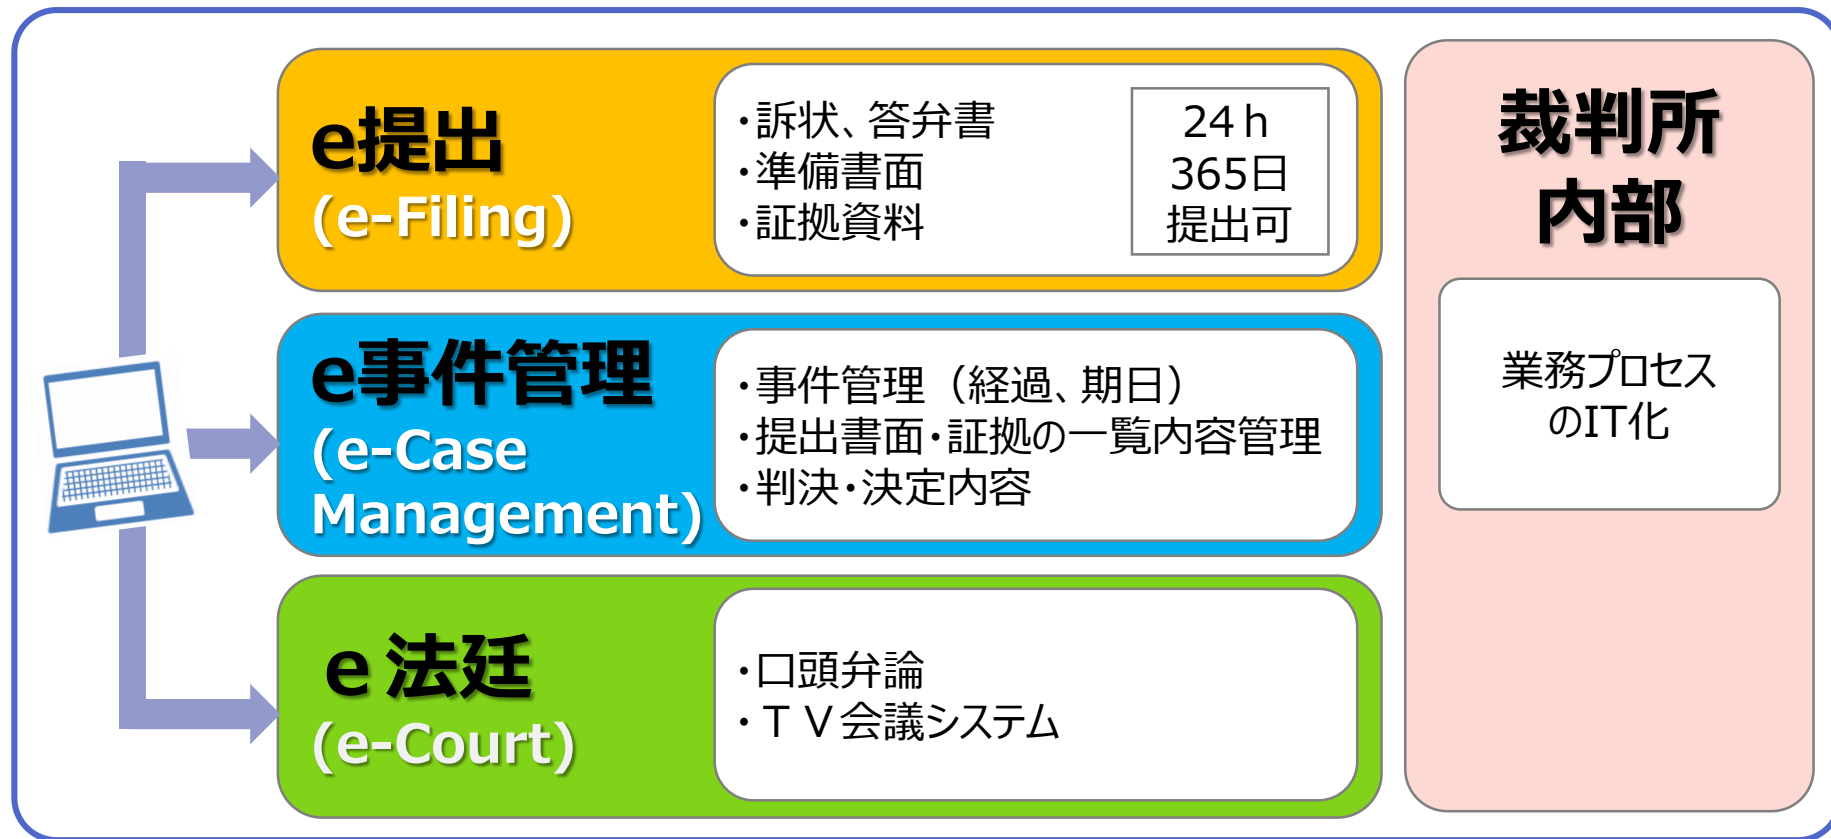 e提出
(e-Filing)
・訴状、答弁書
・準備書面
・証拠資料
24ｈ
365日
提出可
e事件管理
(e-Case
Management)
・事件管理（経過、期日）
・提出書面・証拠の一覧内容管理
・判決・決定内容
e 法廷
(e-Court)
・口頭弁論
・ＴＶ会議システム
裁判所
内部
業務プロセス
のIT化